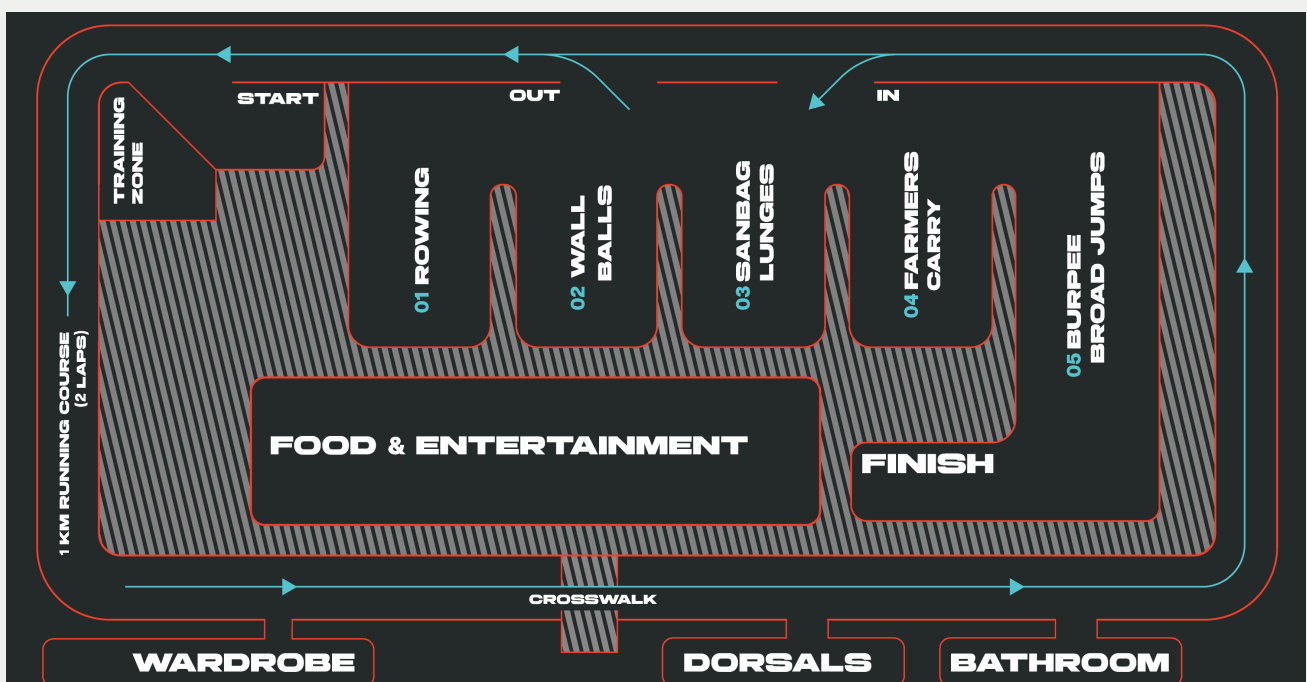 START
OUT
IN
TRAINING
ZONE
01 ROWING
02 WALL
BALLS
03 SANBAG
LUNGES
04 FARMERS
CARRY
05 BURPEE
BROAD JUMPS
1 KM RUNNING COURSE
(2 LAPS)
FOOD & ENTERTAINMENT
FINISH
CROSSWALK
WARDROBE
DORSALS
BATHROOM